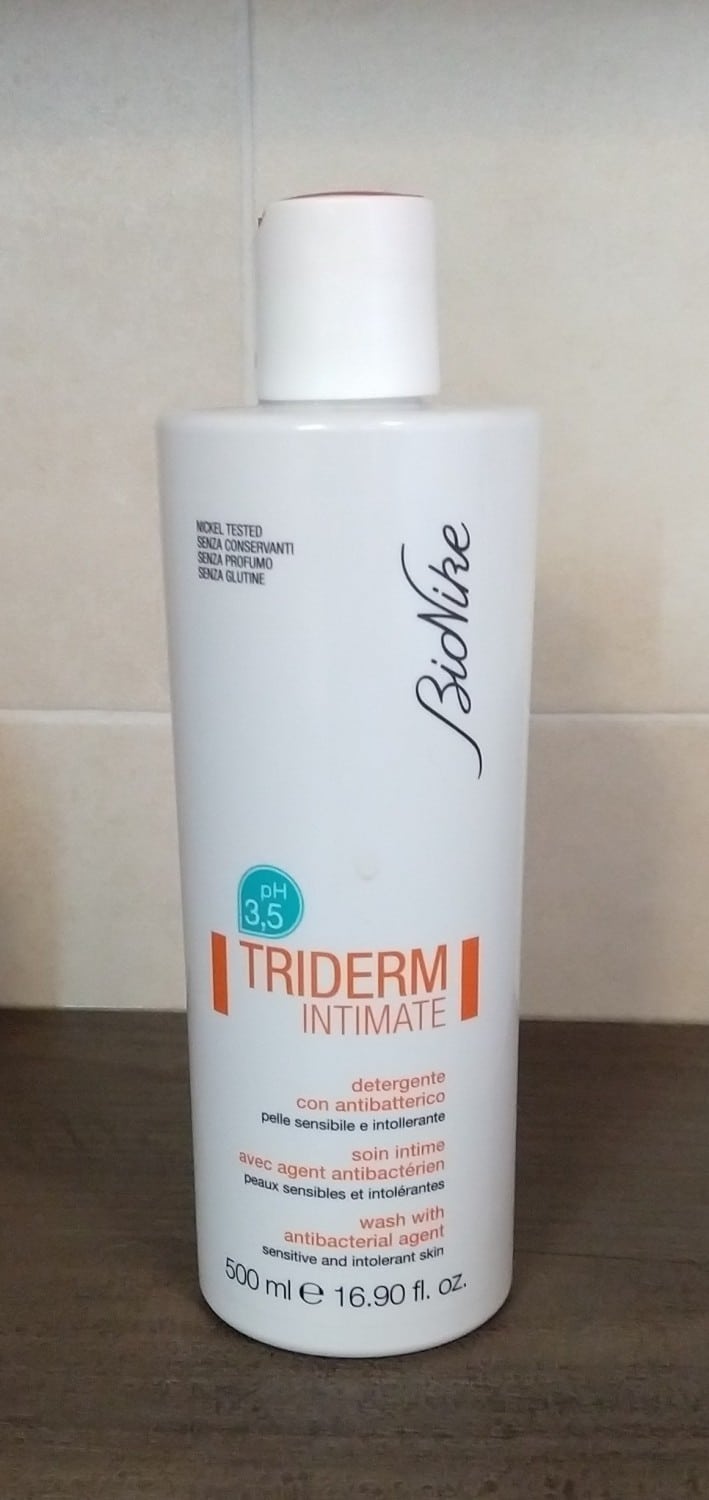 NICKEL TESTED
SENZA CONSERVANTI
SENZA PROFUMO
SENZA GLUTINE
BioNike
pH
3,5
TRIDERM
INTIMATE
detergente
con antibatterico
pelle sensibile e intollerante
soin intime
avec agent antibactérien
peaux sensibles et intolérantes
wash with
antibacterial agent
sensitive and intolerant skin
500 ml ℮ 16.90 fl. oz.